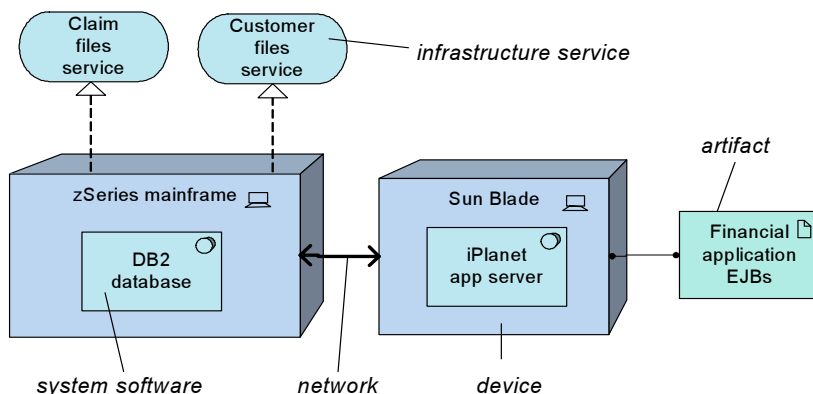 Claim
files
service
Customer
files
service
infrastructure service
artifact
zSeries mainframe
Sun Blade
DB2
database
iPlanet
app server
Financial
application
EJBs
system software
network
device